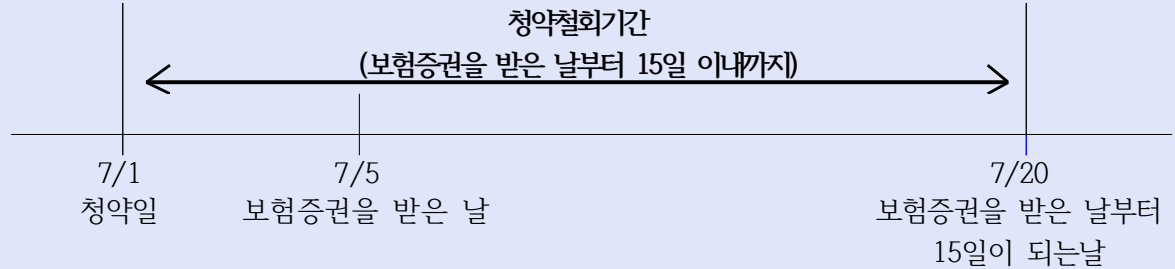 청약철회기간
(보험증권을 받은 날부터 15일 이내까지)
7/1
청약일
7/5
보험증권을 받은 날
7/20
보험증권을 받은 날부터
15일이 되는날